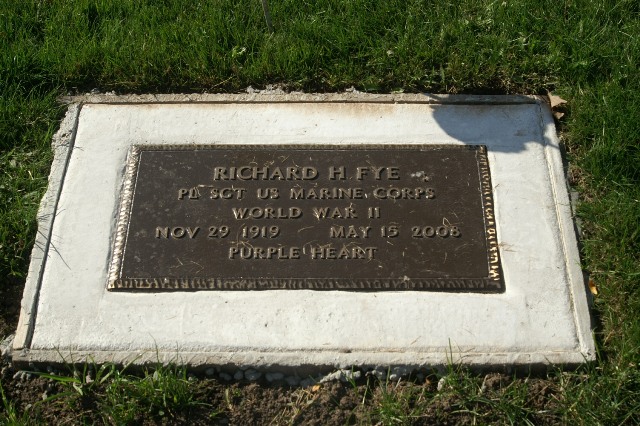 RICHARD H FYE
PL SGT US MARINE CORPS
WORLD WAR II
NOV 29 1919 MAY 15 2008
PURPLE HEART